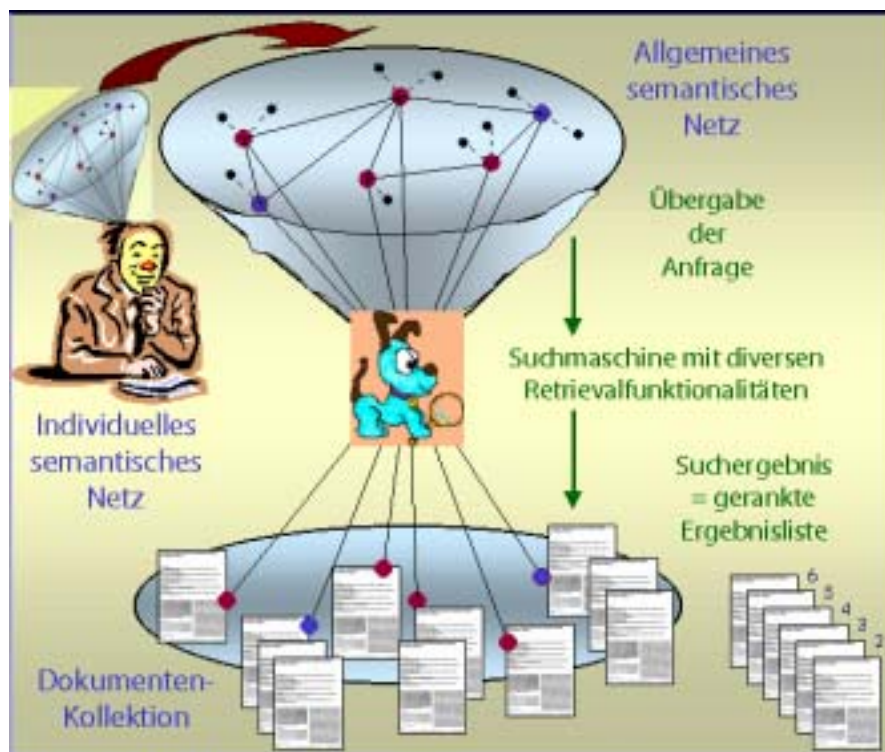 Allgemeines
semantisches
Netz
Übergabe
der
Anfrage
Suchmaschine mit diversen
Retrievalfunktionalitäten
Individuelles
semantisches
Netz
Suchergebnis
= gerankte
Ergebnisliste
6
5
4
3
2
Dokumenten-
Kollektion